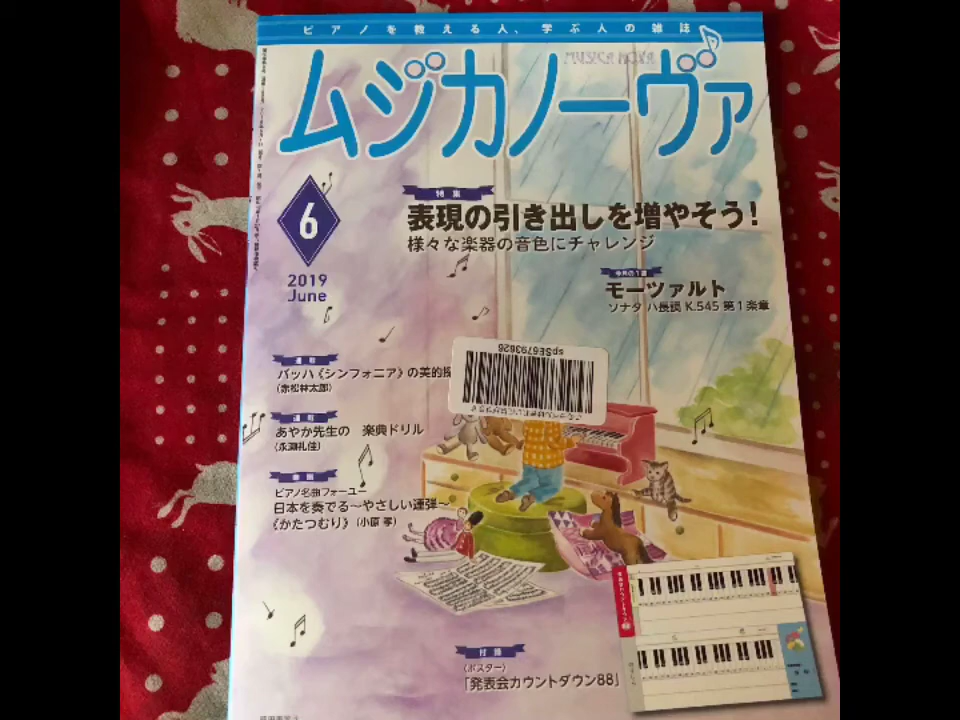 ピアノを教える人、学ぶ人の雑誌
ムジカノーヴァ
6
2019
June
特集
表現の引き出しを増やそう!
様々な楽器の音色にチャレンジ
今月の1曲
モーツァルト
ソナタ ハ長調 K.545 第1楽章
連載
バッハ《シンフォニア》の美的探
(赤松林太郎)
連載
あやか先生の 楽典ドリル
(永瀬礼佳)
ピアノ名曲フォーユー
日本を奏でる〜やさしい連弾〜
《かたつむり》(小原 孝)
spSE6793626
付録
〈ポスター〉
「発表会カウントダウン88」